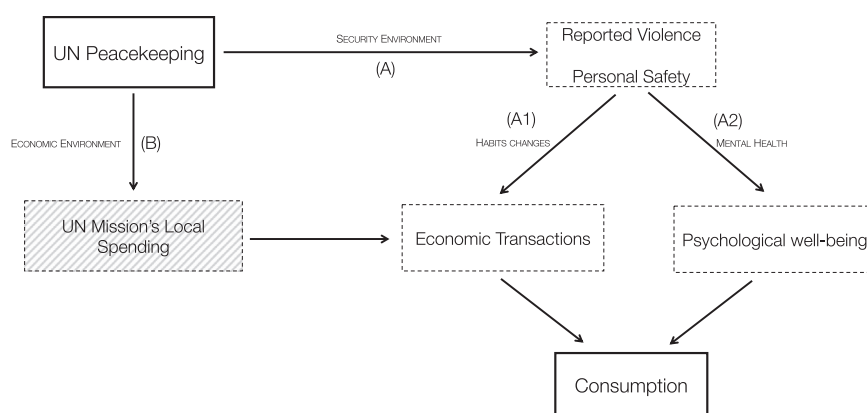 UN Peacekeeping
SECURITY ENVIRONMENT
(A)
Reported Violence
Personal Safety
(A1)
HABITS CHANGES
(A2)
MENTAL HEALTH
ECONOMIC ENVIRONMENT
(B)
UN Mission's Local
Spending
Economic Transactions
Psychological well-being
Consumption